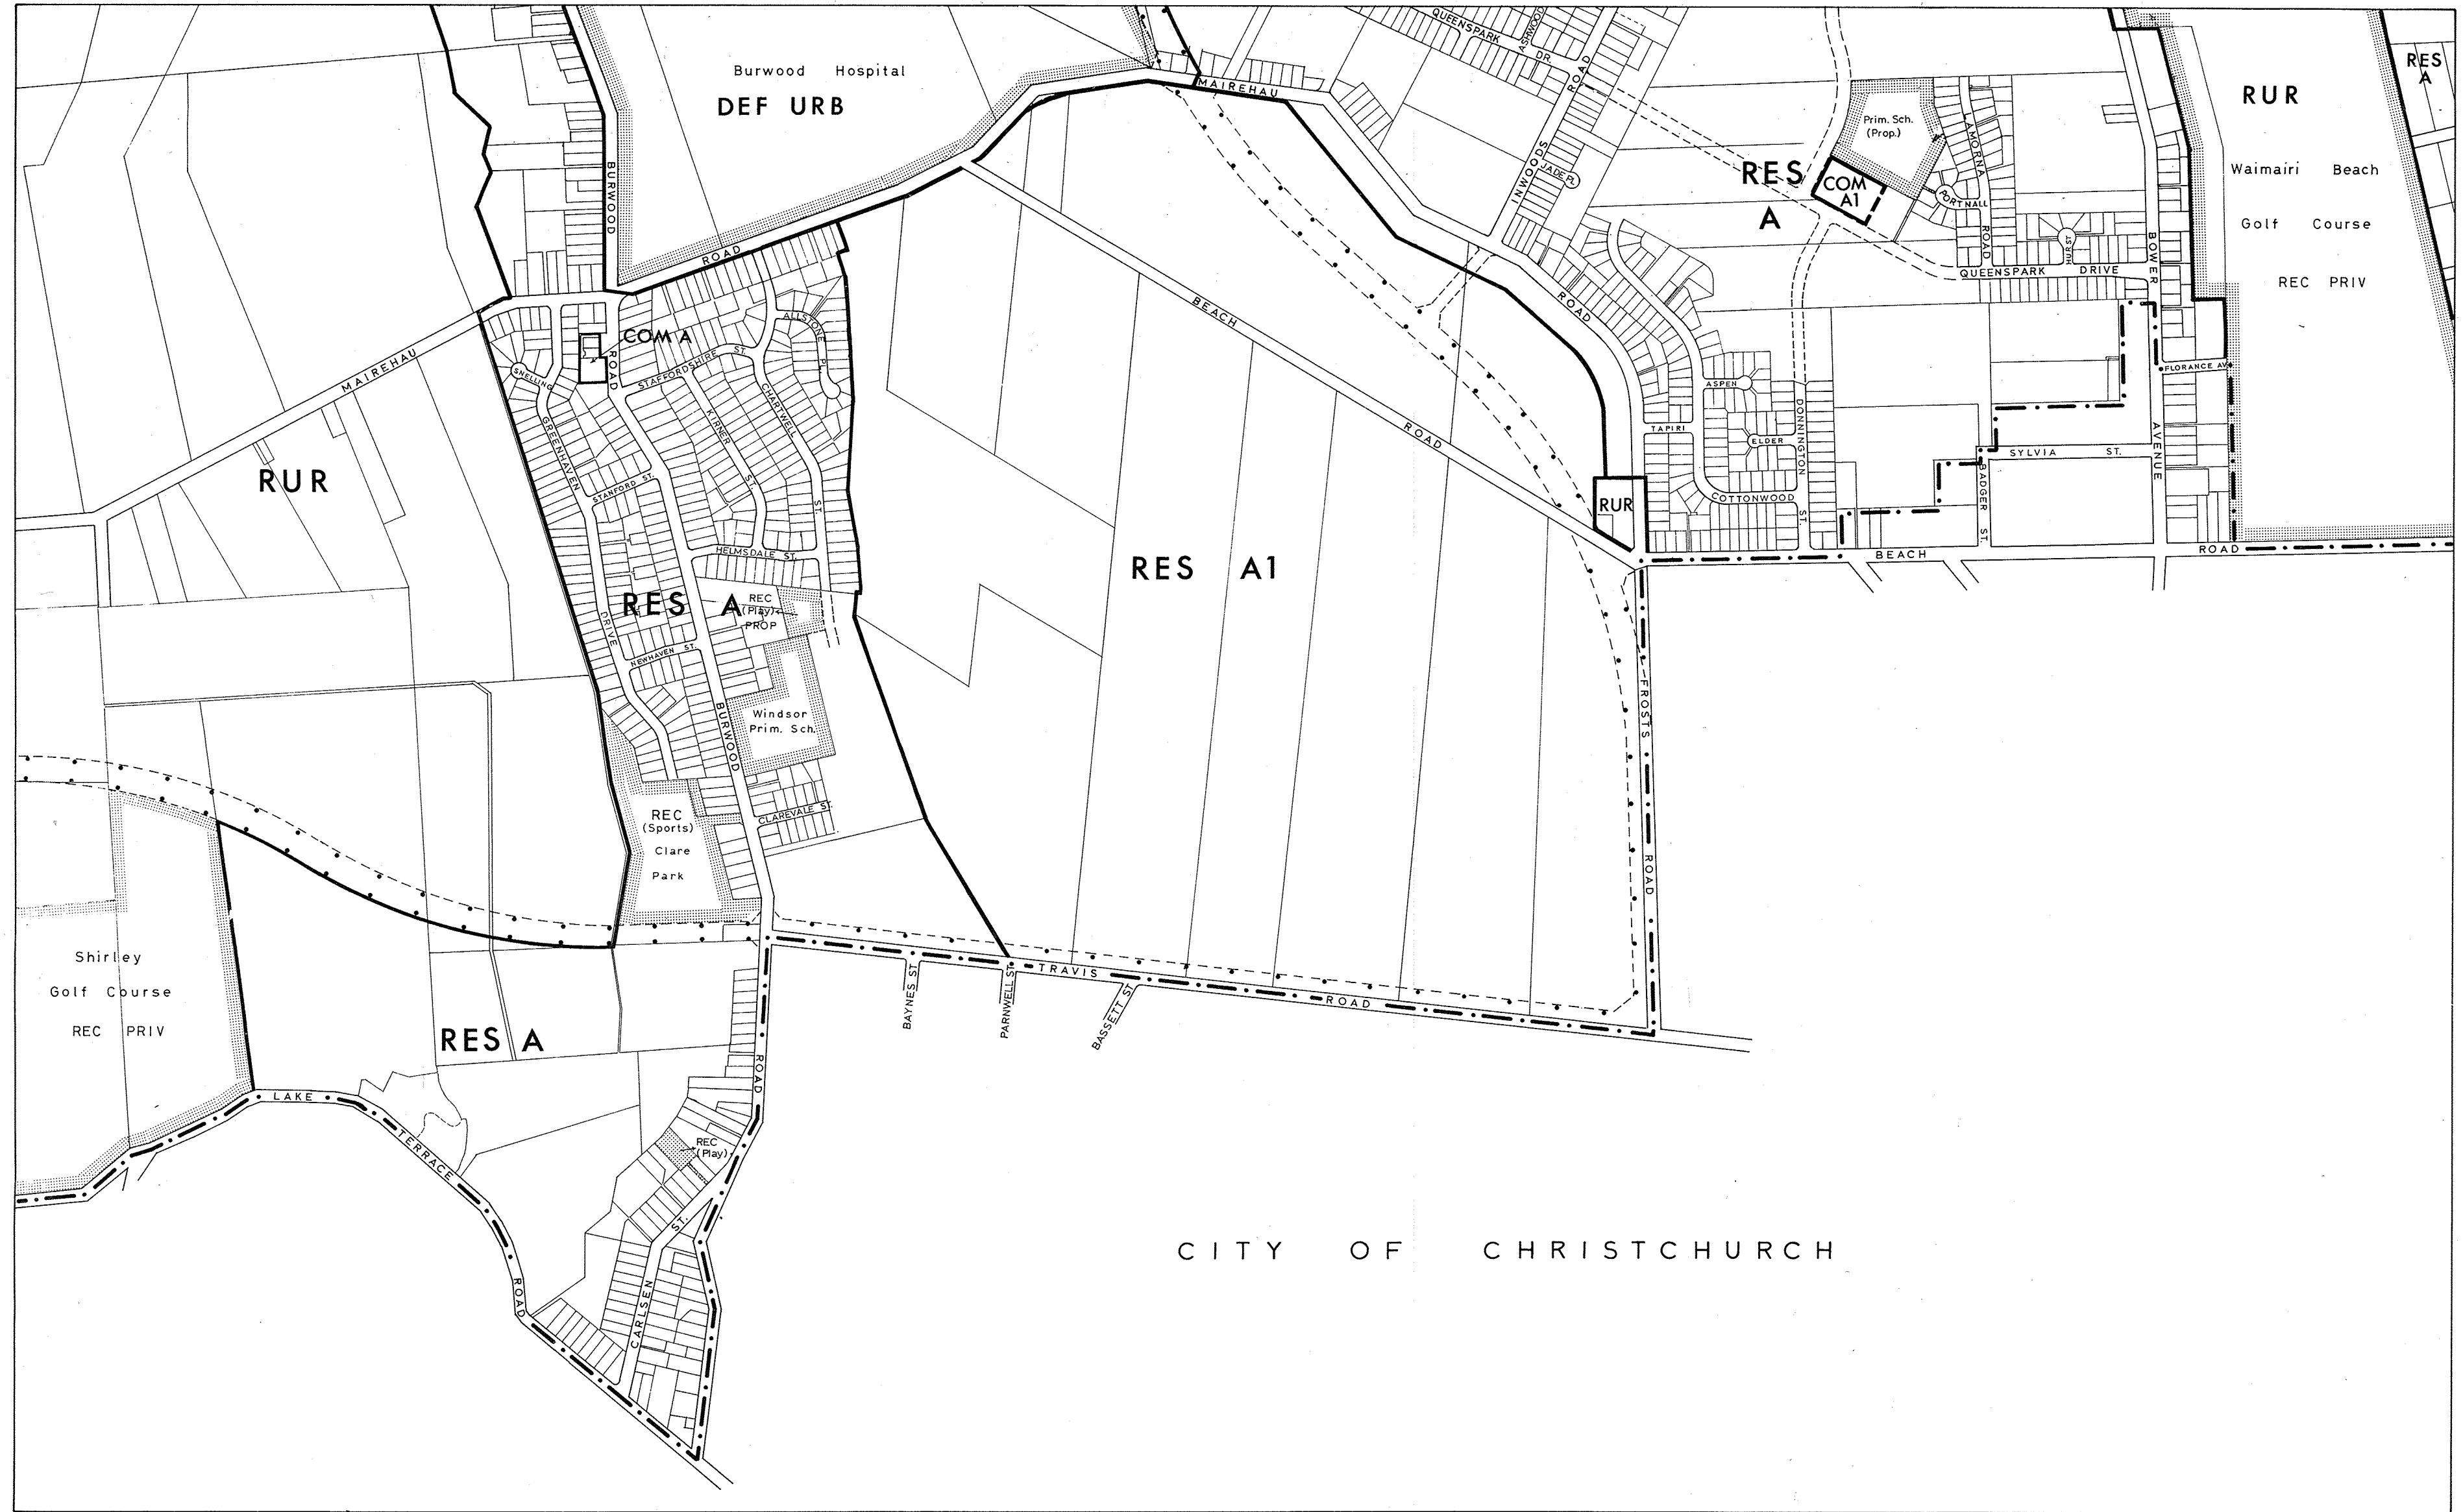 Burwood Hospital
DEF URB
BURWOOD
ROAD
MAIREHAU
QUEENSPARK
DR.
ASHWOOD
ROAD
INWOODS
JADE PL
Prim. Sch.
(Prop.)
LAMORNA
ROAD
PORTNALL
RES
A
COM
A1
HURST
QUEENSPARK DRIVE
BOWER
AVENUE
RUR
Waimairi Beach
Golf Course
REC PRIV
RES
A
FLORANCE AV
SYLVIA ST.
BADGER ST.
ROAD
ASPEN
TAPIRI
ELDER
DONNINGTON
ST.
COTTONWOOD
RUR
BEACH
ROAD
BEACH
ROAD
MAIREHAU
COM A
ROAD
SNELLING
STAFFORDSHIRE ST.
ALLSTONE PL.
CHARTWELL
ST.
KIRNER
ST.
GREENHAVEN
DRIVE
STANFORD ST.
HELMSDALE ST.
RUR
RES A
REC
(Play)
PROP
NEWHAVEN ST.
BURWOOD
Windsor
Prim. Sch.
CLAREVALE ST.
REC
(Sports)
Clare
Park
RES A1
FROSTS
ROAD
TRAVIS
ROAD
BAYNES ST
PARNWELL ST
BASSETT ST
Shirley
Golf Course
REC PRIV
RES A
ROAD
LAKE
TERRACE
ROAD
REC
(Play)
CARLSEN
ST.
CITY OF CHRISTCHURCH